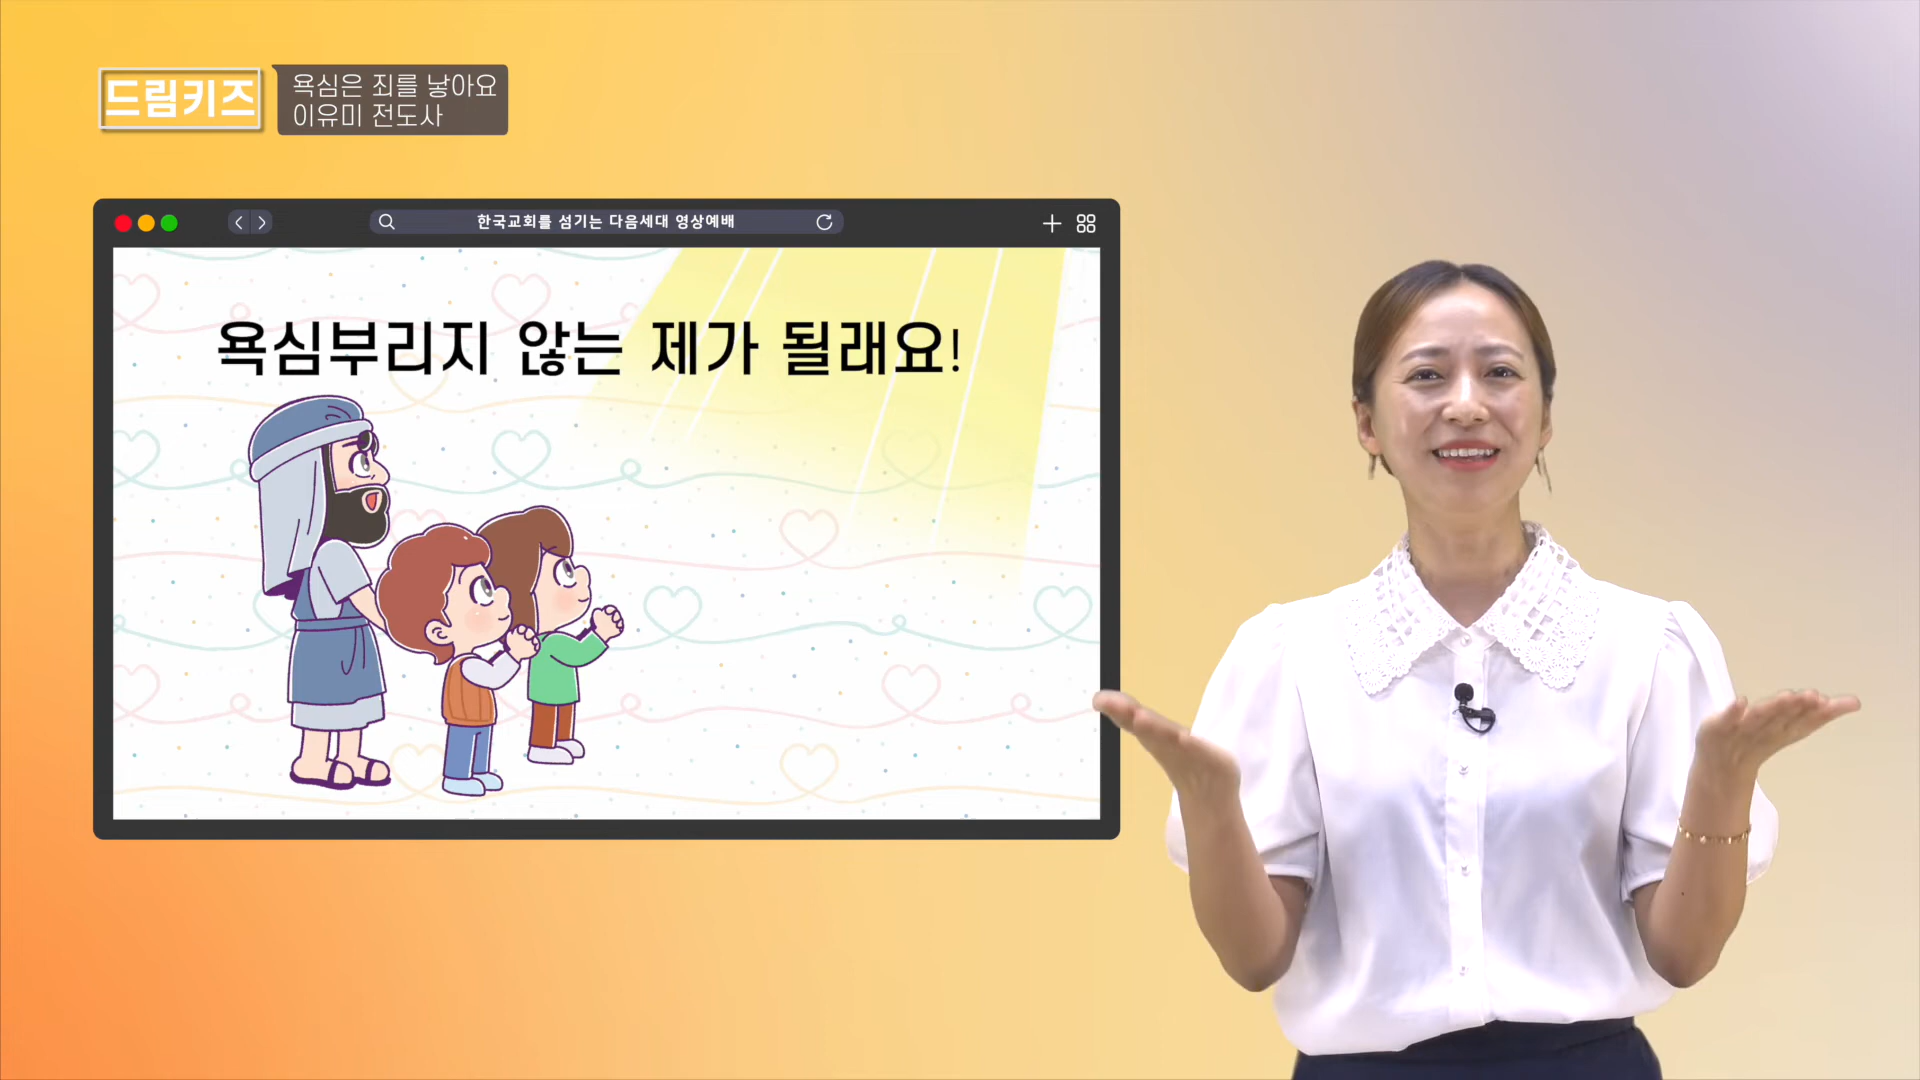 드림키즈
욕심은 죄를 낳아요
이유미 전도사
한국교회를 섬기는 다음세대 영상예배
욕심부리지 않는 제가 될래요!